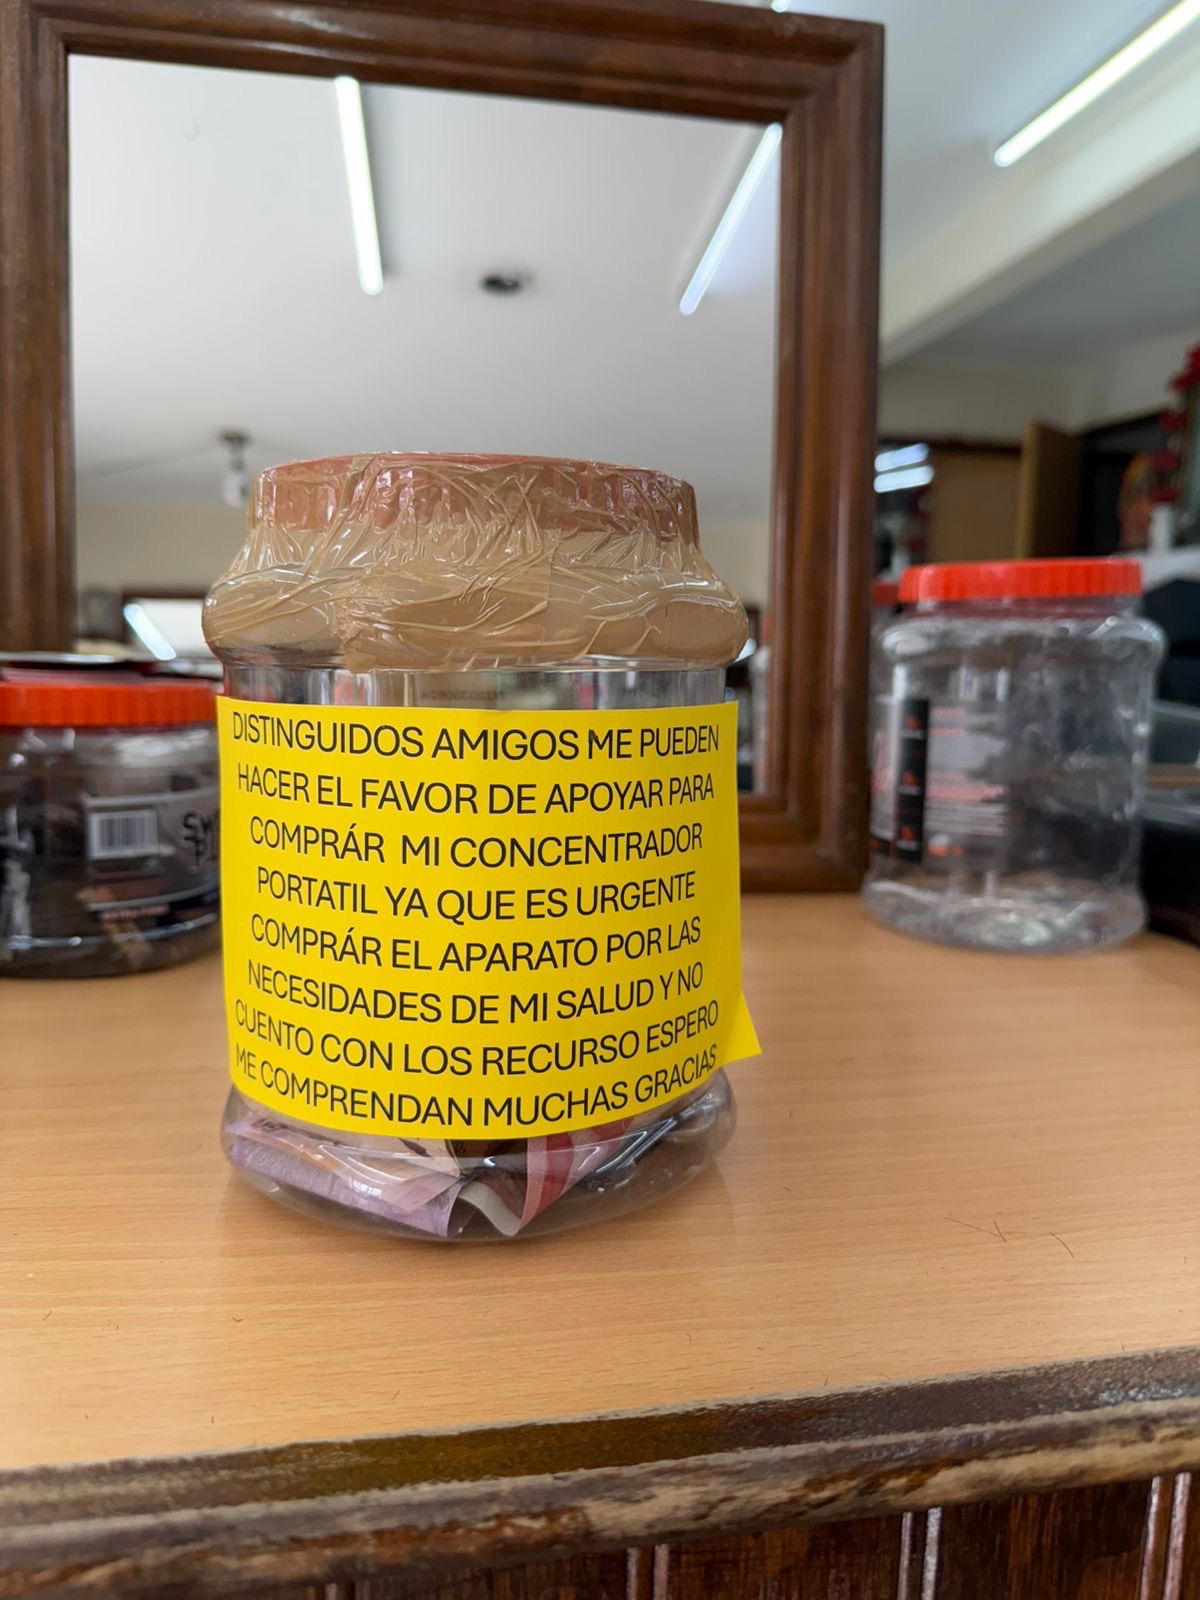 DISTINGUIDOS AMIGOS ME PUEDEN
HACER EL FAVOR DE APOYAR PARA
COMPRÁR MI CONCENTRADOR
PORTATIL YA QUE ES URGENTE
COMPRÁR EL APARATO POR LAS
NECESIDADES DE MI SALUD Y NO
CUENTO CON LOS RECURSO ESPERO
ME COMPRENDAN MUCHAS GRACIAS